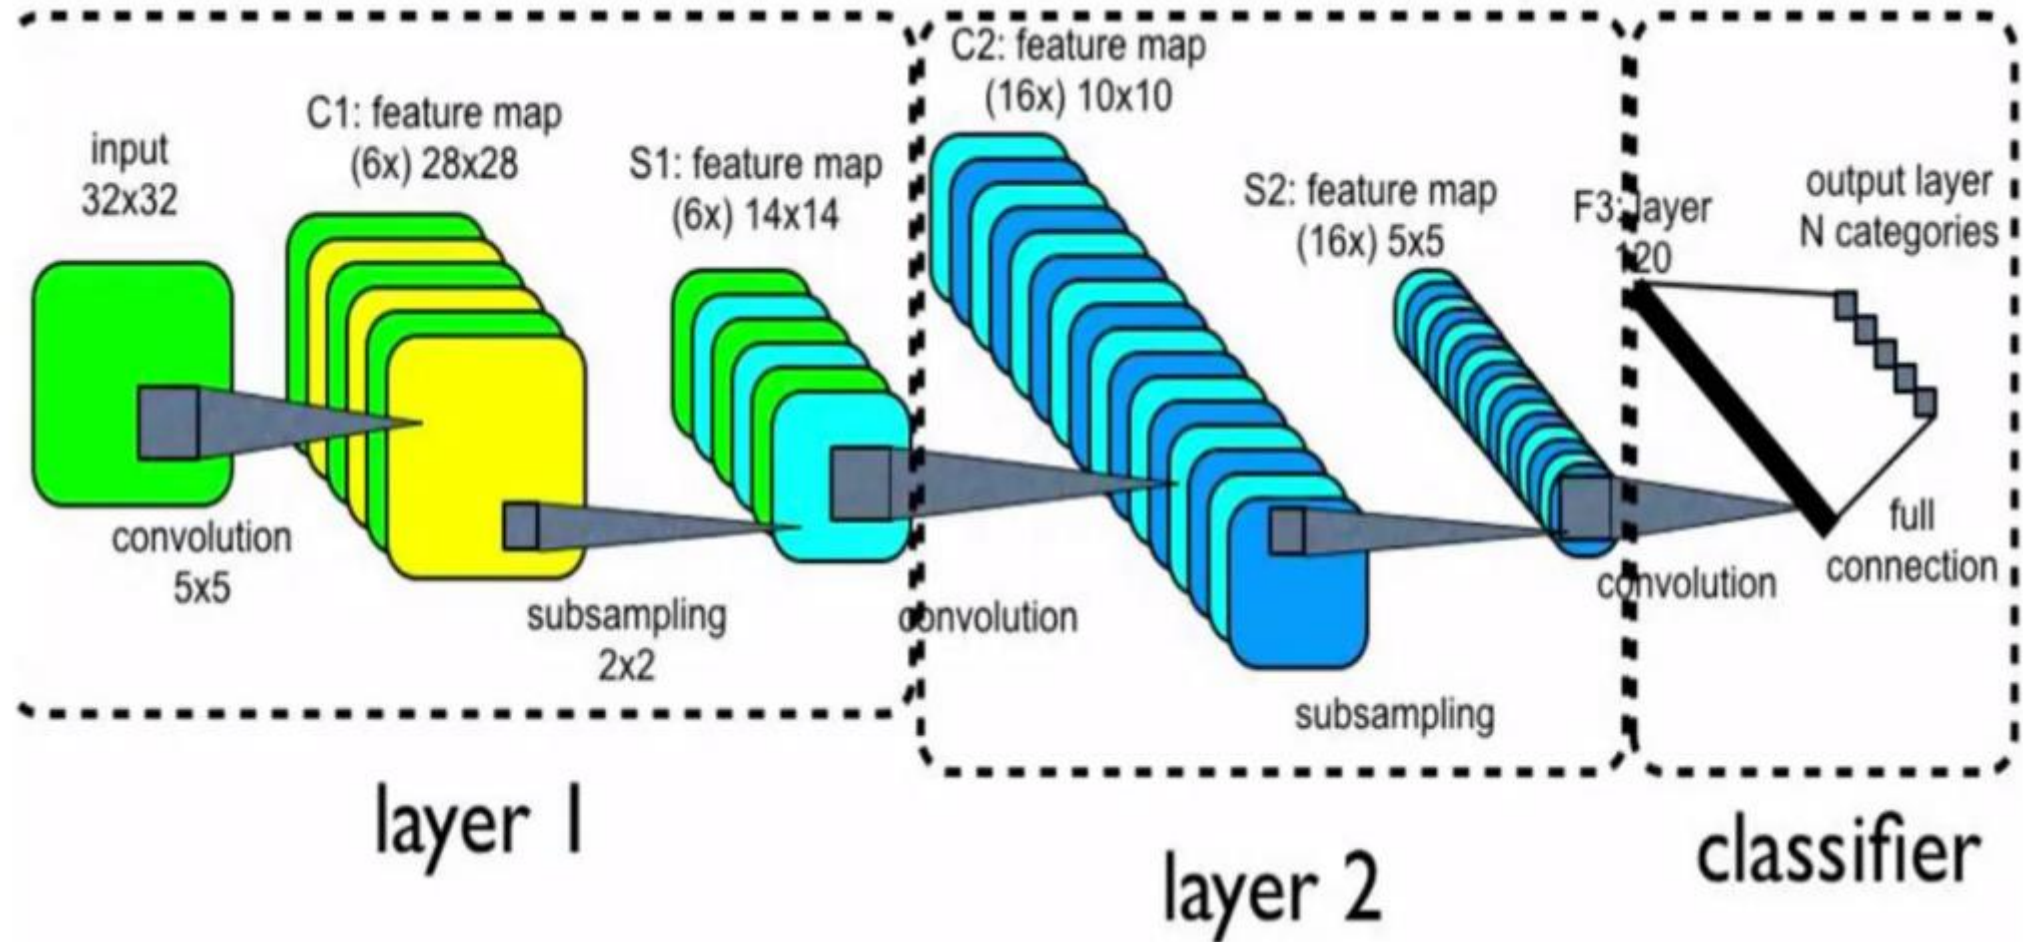 input
32x32
C1: feature map
(6x) 28x28
S1: feature map
(6x) 14x14
convolution
5x5
subsampling
2x2
layer 1
C2: feature map
(16x) 10x10
S2: feature map
(16x) 5x5
convolution
subsampling
layer 2
F3: layer
120
output layer
N categories
convolution
full
connection
classifier